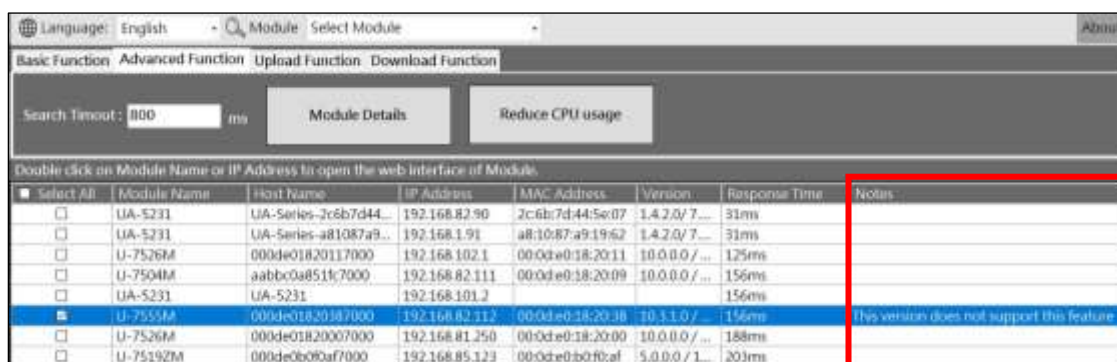 Language: English Module Select Module Abou
Basic Function Advanced Function Upload Function Download Function
Search Timout: 800 ms Module Details Reduce CPU usage
Double click on Module Name or IP Address to open the web interface of Module.
Select All Module Name Host Name IP Address MAC Address Version Response Time Notes
UA-5231 UA-Series-2c6b7d44... 192.168.82.90 2c:6b:7d:44:5e:07 1.4.2.0/ 7.... 31ms
UA-5231 UA-Series-a81087a9... 192.168.1.91 a8:10:87:a9:19:62 1.4.2.0/ 7.... 31ms
U-7526M 000de01820117000 192.168.102.1 00:0d:e0:18:20:11 10.0.0.0 /... 125ms
U-7504M aabbc0a851fc7000 192.168.82.111 00:0d:e0:18:20:09 10.0.0.0 /... 156ms
UA-5231 UA-5231 192.168.101.2 156ms
U-7555M 000de01820387000 192.168.82.112 00:0d:e0:18:20:38 10.3.1.0 /... 156ms This version does not support this feature
U-7526M 000de01820007000 192.168.81.250 00:0d:e0:18:20:00 10.0.0.0 /... 188ms
U-7519ZM 000de0b0f0af7000 192.168.85.123 00:0d:e0:b0:f0:af 5.0.0.0 / 1... 203ms